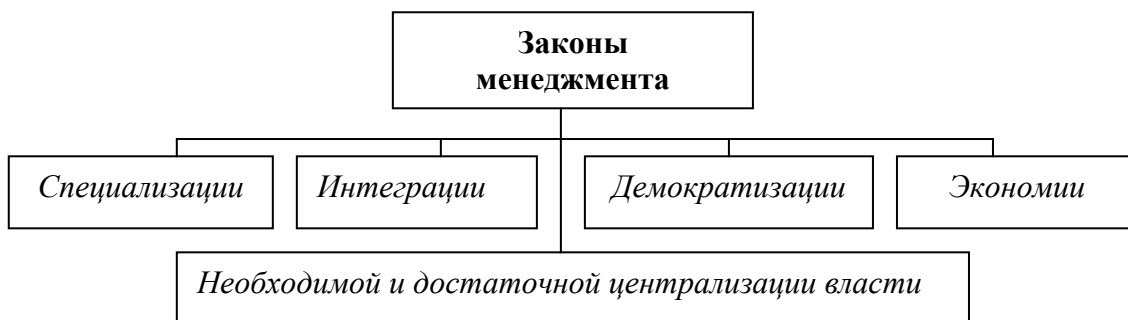 Законы
менеджмента
Специализации
Интеграции
Демократизации
Экономии
Необходимой и достаточной централизации власти